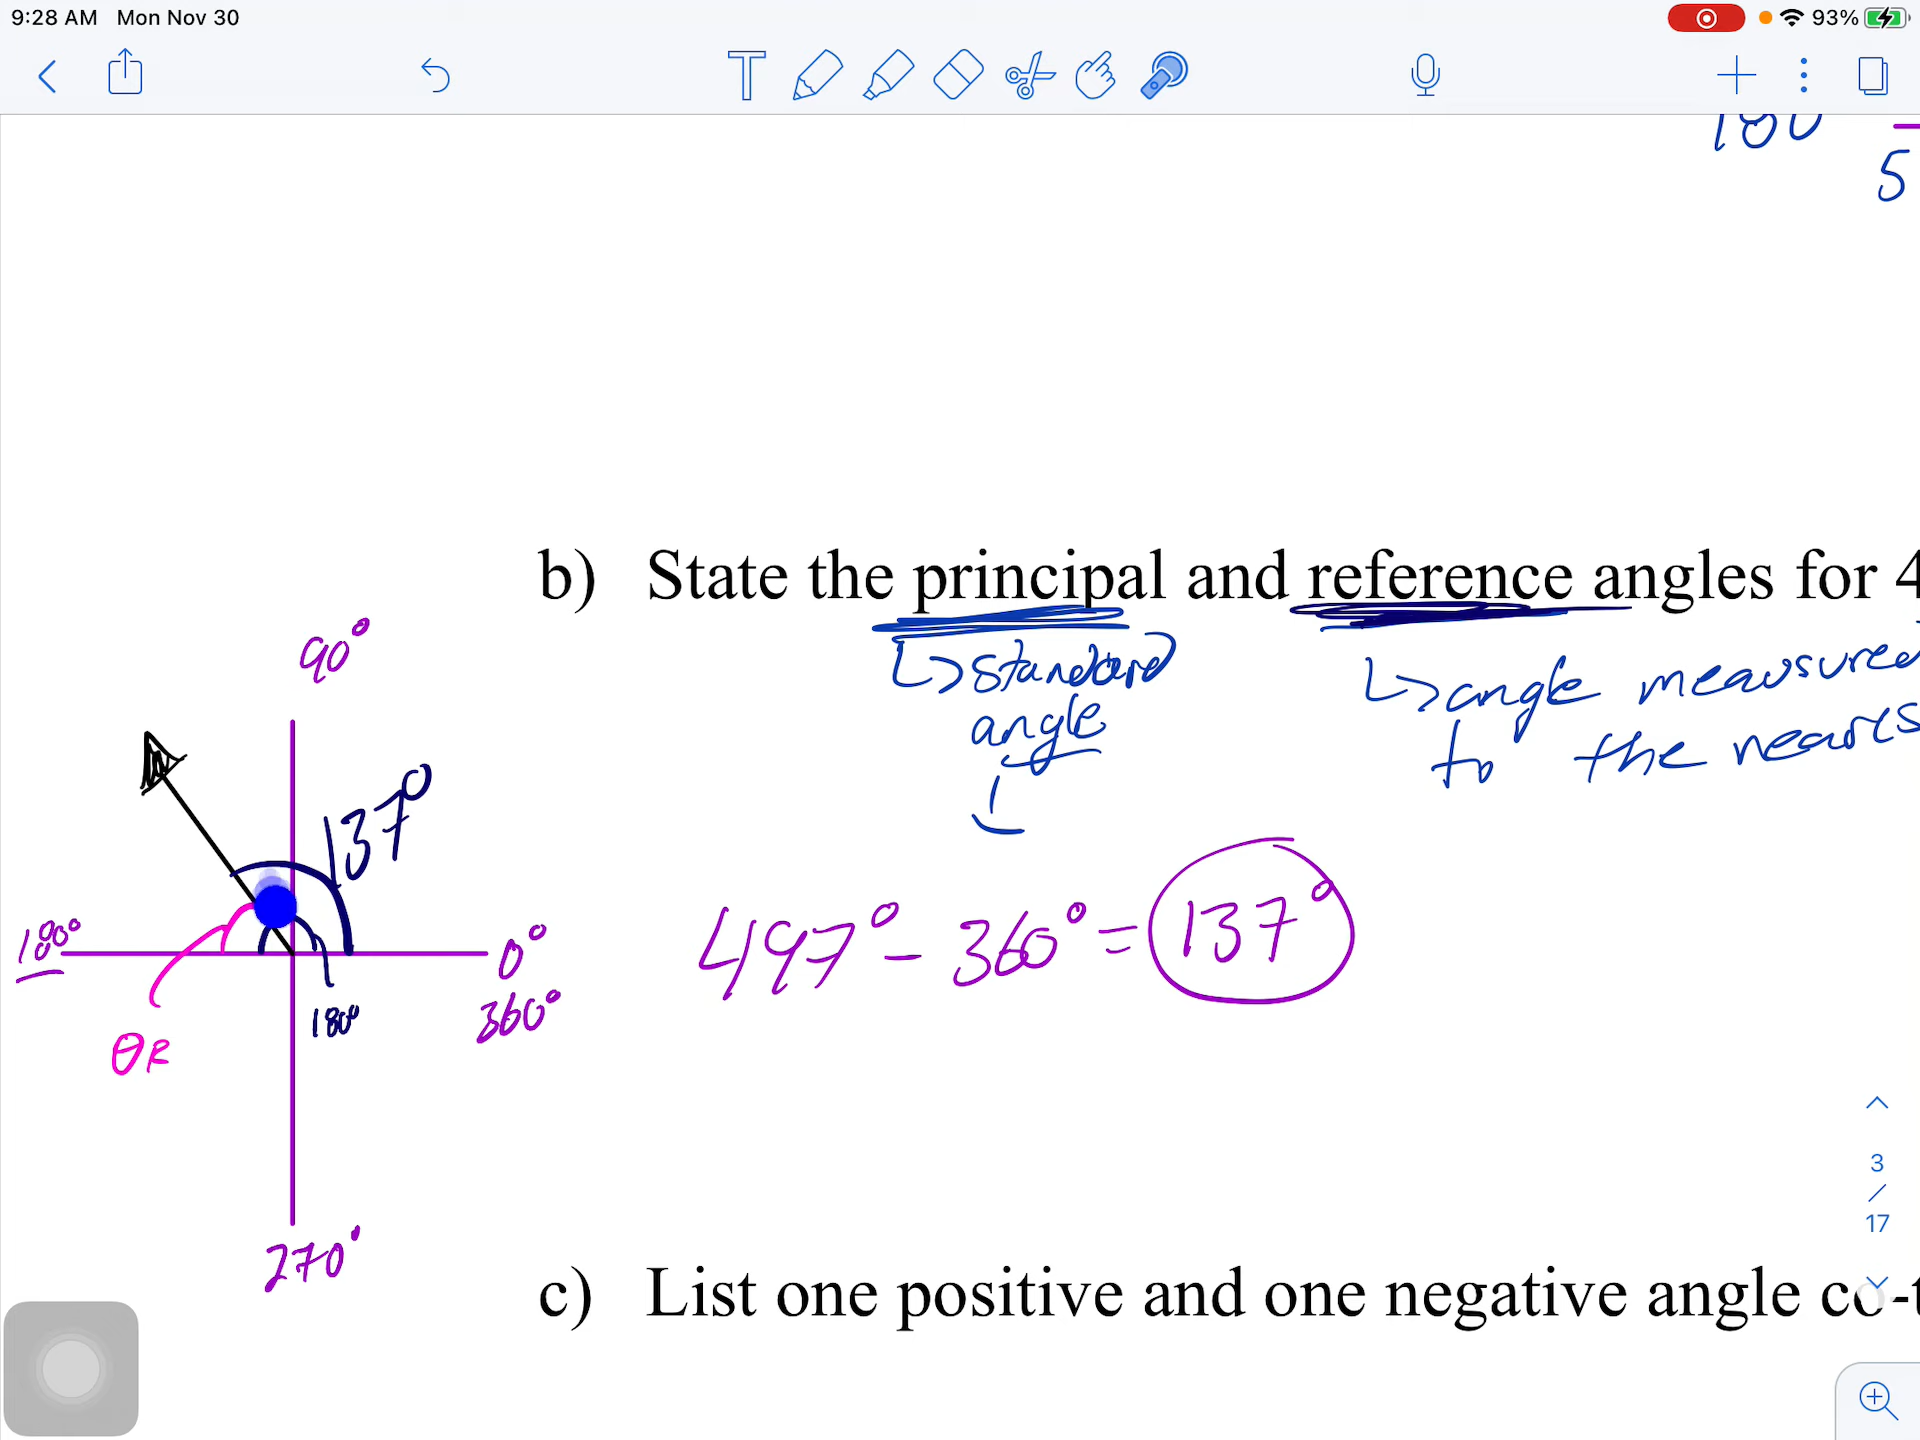 9:28 AM Mon Nov 30
93%
T
180
5
b) State the principal and reference angles for 4
↳ standard
angle
↳ angle measured
to the neares
90°
137°
180°
0°
360°
180°
θR
270°
497° - 360° = 137°
3
/
17
c) List one positive and one negative angle co-t